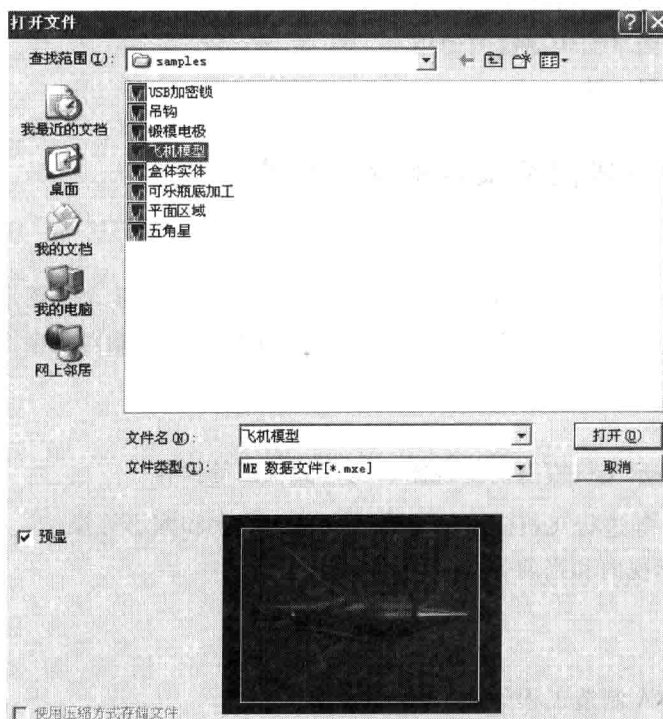 打开文件
查找范围(I):
samples
我最近的文档
桌面
我的文档
我的电脑
网上邻居
USB加密锁
吊钩
锻模电极
飞机模型
盒体实体
可乐瓶底加工
平面区域
五角星
文件名(N):
飞机模型
打开(O)
文件类型(T):
ME 数据文件[*.mxe]
取消
预显
使用压缩方式存储文件